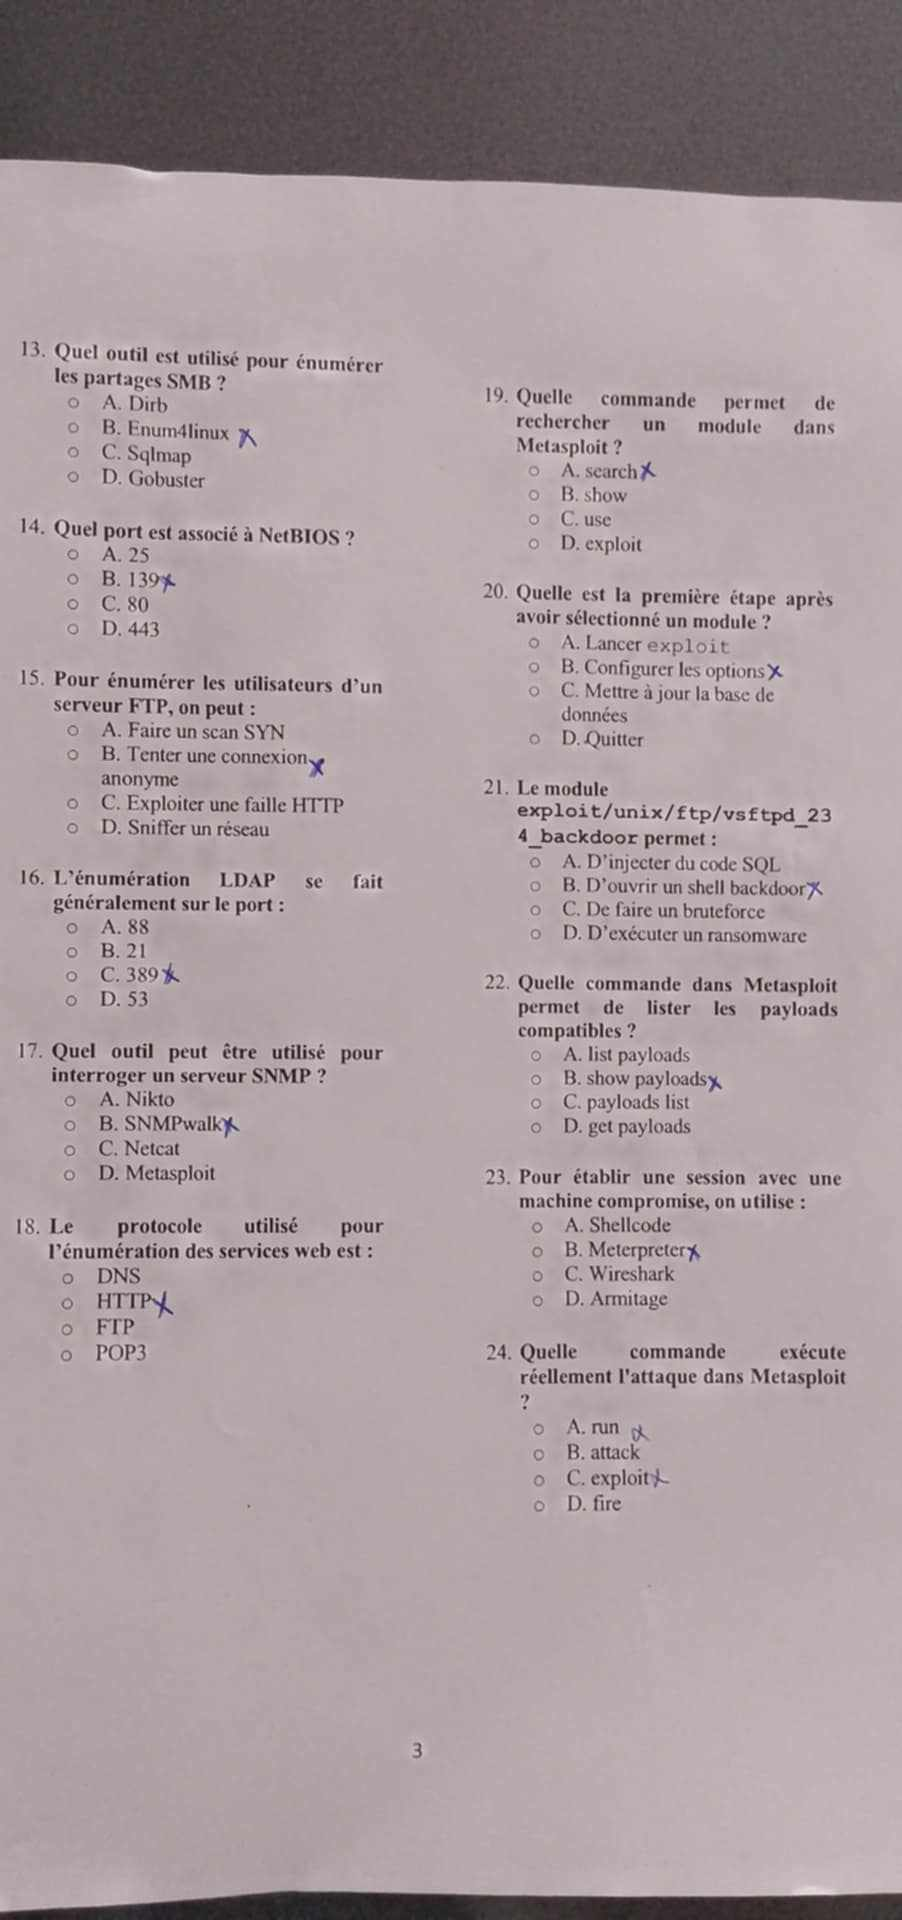 13. Quel outil est utilisé pour énumérer
les partages SMB ?
○ A. Dirb
○ B. Enum4linux X
○ C. Sqlmap
○ D. Gobuster
14. Quel port est associé à NetBIOS ?
○ A. 25
○ B. 139 X
○ C. 80
○ D. 443
15. Pour énumérer les utilisateurs d'un
serveur FTP, on peut :
○ A. Faire un scan SYN
○ B. Tenter une connexion X
anonyme
○ C. Exploiter une faille HTTP
○ D. Sniffer un réseau
16. L'énumération LDAP se fait
généralement sur le port :
○ A. 88
○ B. 21
○ C. 389 X
○ D. 53
17. Quel outil peut être utilisé pour
interroger un serveur SNMP ?
○ A. Nikto
○ B. SNMPwalk X
○ C. Netcat
○ D. Metasploit
18. Le protocole utilisé pour
l'énumération des services web est :
○ DNS
○ HTTP X
○ FTP
○ POP3
19. Quelle commande permet de
rechercher un module dans
Metasploit ?
○ A. search X
○ B. show
○ C. use
○ D. exploit
20. Quelle est la première étape après
avoir sélectionné un module ?
○ A. Lancer exploit
○ B. Configurer les options X
○ C. Mettre à jour la base de
données
○ D. Quitter
21. Le module
exploit/unix/ftp/vsftpd_23
4_backdoor permet :
○ A. D'injecter du code SQL
○ B. D'ouvrir un shell backdoor X
○ C. De faire un bruteforce
○ D. D'exécuter un ransomware
22. Quelle commande dans Metasploit
permet de lister les payloads
compatibles ?
○ A. list payloads
○ B. show payloads X
○ C. payloads list
○ D. get payloads
23. Pour établir une session avec une
machine compromise, on utilise :
○ A. Shellcode
○ B. Meterpreter X
○ C. Wireshark
○ D. Armitage
24. Quelle commande exécute
réellement l'attaque dans Metasploit
?
○ A. run X
○ B. attack
○ C. exploit X
○ D. fire
3